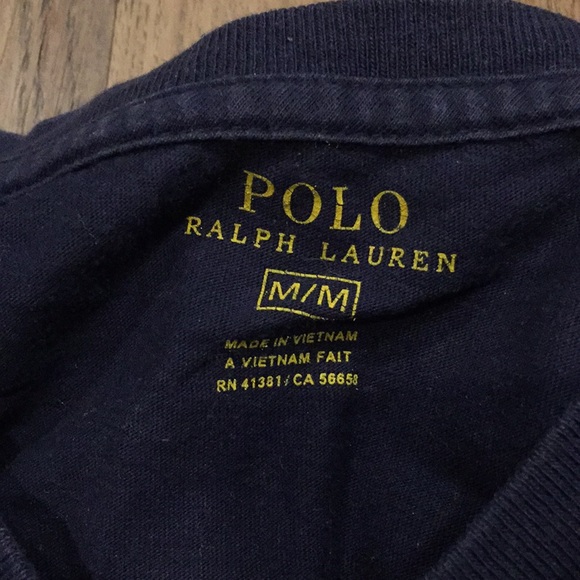 POLO
RALPH LAUREN
M/M
MADE IN VIETNAM
A VIETNAM FAIT
RN 41381/CA 56658